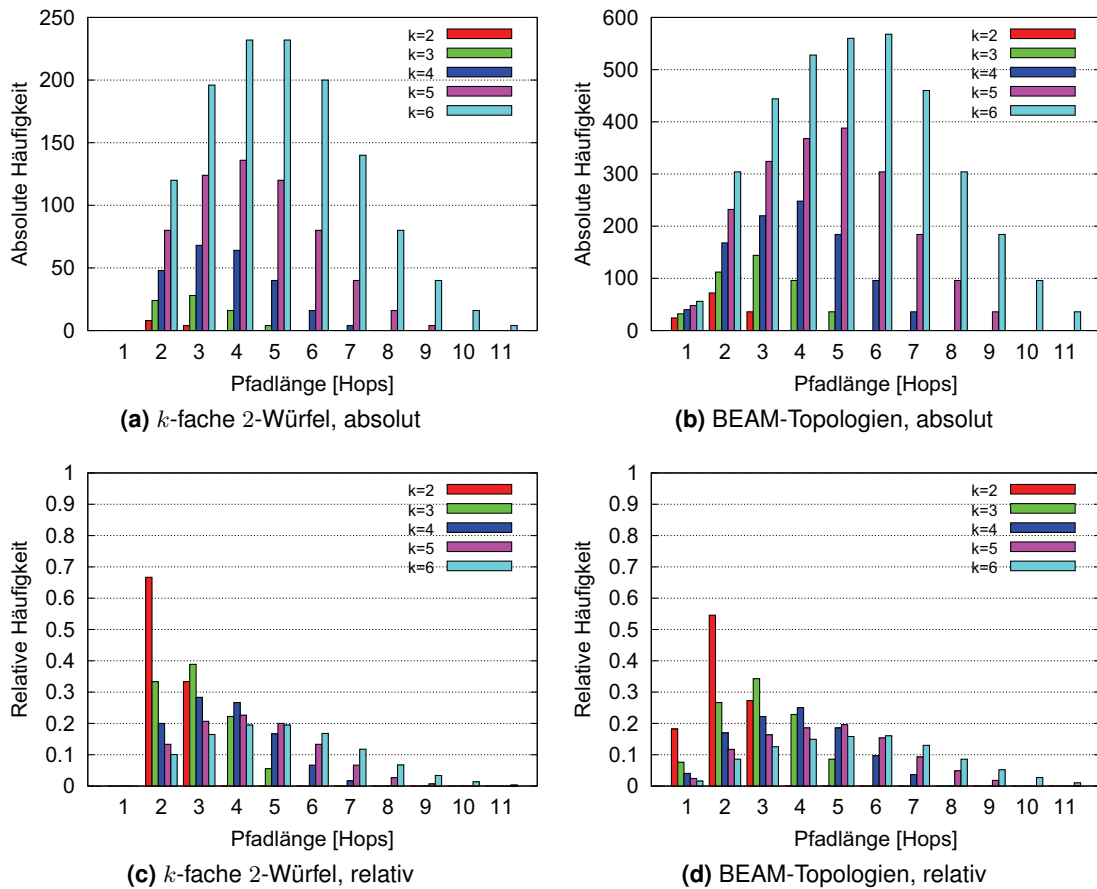 250
200
150
100
50
0
Absolute Häufigkeit
k=2
k=3
k=4
k=5
k=6
1 2 3 4 5 6 7 8 9 10 11
Pfadlänge [Hops]
(a) k-fache 2-Würfel, absolut
600
500
400
300
200
100
0
Absolute Häufigkeit
k=2
k=3
k=4
k=5
k=6
1 2 3 4 5 6 7 8 9 10 11
Pfadlänge [Hops]
(b) BEAM-Topologien, absolut
1
0.9
0.8
0.7
0.6
0.5
0.4
0.3
0.2
0.1
0
Relative Häufigkeit
k=2
k=3
k=4
k=5
k=6
1 2 3 4 5 6 7 8 9 10 11
Pfadlänge [Hops]
(c) k-fache 2-Würfel, relativ
1
0.9
0.8
0.7
0.6
0.5
0.4
0.3
0.2
0.1
0
Relative Häufigkeit
k=2
k=3
k=4
k=5
k=6
1 2 3 4 5 6 7 8 9 10 11
Pfadlänge [Hops]
(d) BEAM-Topologien, relativ